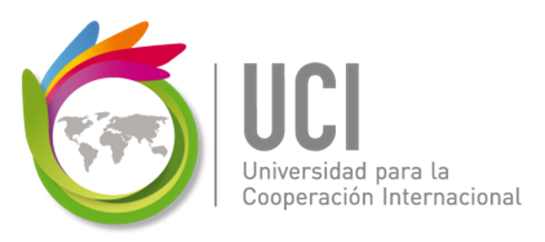 UCI
Universidad para la
Cooperación Internacional